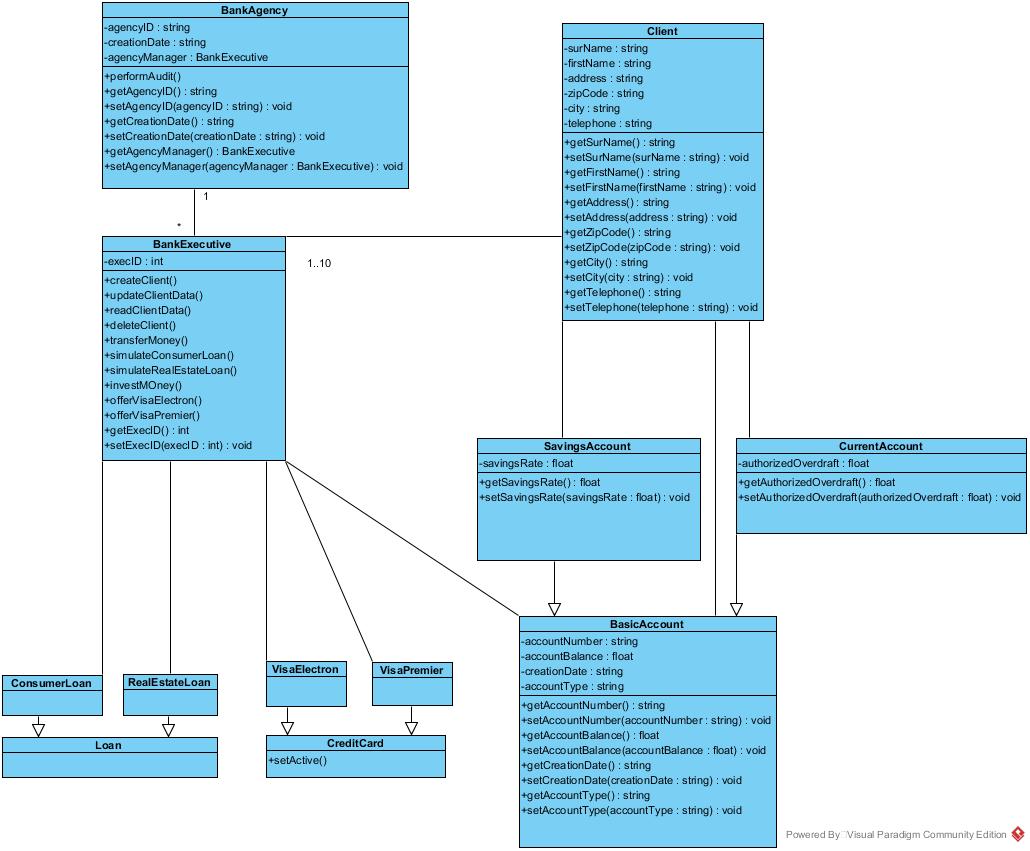 BankAgency
-agencyID : string
-creationDate : string
-agencyManager : BankExecutive
+performAudit()
+getAgencyID() : string
+setAgencyID(agencyID : string) : void
+getCreationDate() : string
+setCreationDate(creationDate : string) : void
+getAgencyManager() : BankExecutive
+setAgencyManager(agencyManager : BankExecutive) : void
1
*
Client
-surName : string
-firstName : string
-address : string
-zipCode : string
-city : string
-telephone : string
+getSurName() : string
+setSurName(surName : string) : void
+getFirstName() : string
+setFirstName(firstName : string) : void
+getAddress() : string
+setAddress(address : string) : void
+getZipCode() : string
+setZipCode(zipCode : string) : void
+getCity() : string
+setCity(city : string) : void
+getTelephone() : string
+setTelephone(telephone : string) : void
BankExecutive
-execID : int
+createClient()
+updateClientData()
+readClientData()
+deleteClient()
+transferMoney()
+simulateConsumerLoan()
+simulateRealEstateLoan()
+investMOney()
+offerVisaElectron()
+offerVisaPremier()
+getExecID() : int
+setExecID(execID : int) : void
1..10
SavingsAccount
-savingsRate : float
+getSavingsRate() : float
+setSavingsRate(savingsRate : float) : void
CurrentAccount
-authorizedOverdraft : float
+getAuthorizedOverdraft() : float
+setAuthorizedOverdraft(authorizedOverdraft : float) : void
BasicAccount
-accountNumber : string
-accountBalance : float
-creationDate : string
-accountType : string
+getAccountNumber() : string
+setAccountNumber(accountNumber : string) : void
+getAccountBalance() : float
+setAccountBalance(accountBalance : float) : void
+getCreationDate() : string
+setCreationDate(creationDate : string) : void
+getAccountType() : string
+setAccountType(accountType : string) : void
ConsumerLoan
RealEstateLoan
VisaElectron
VisaPremier
Loan
CreditCard
+setActive()
Powered By Visual Paradigm Community Edition